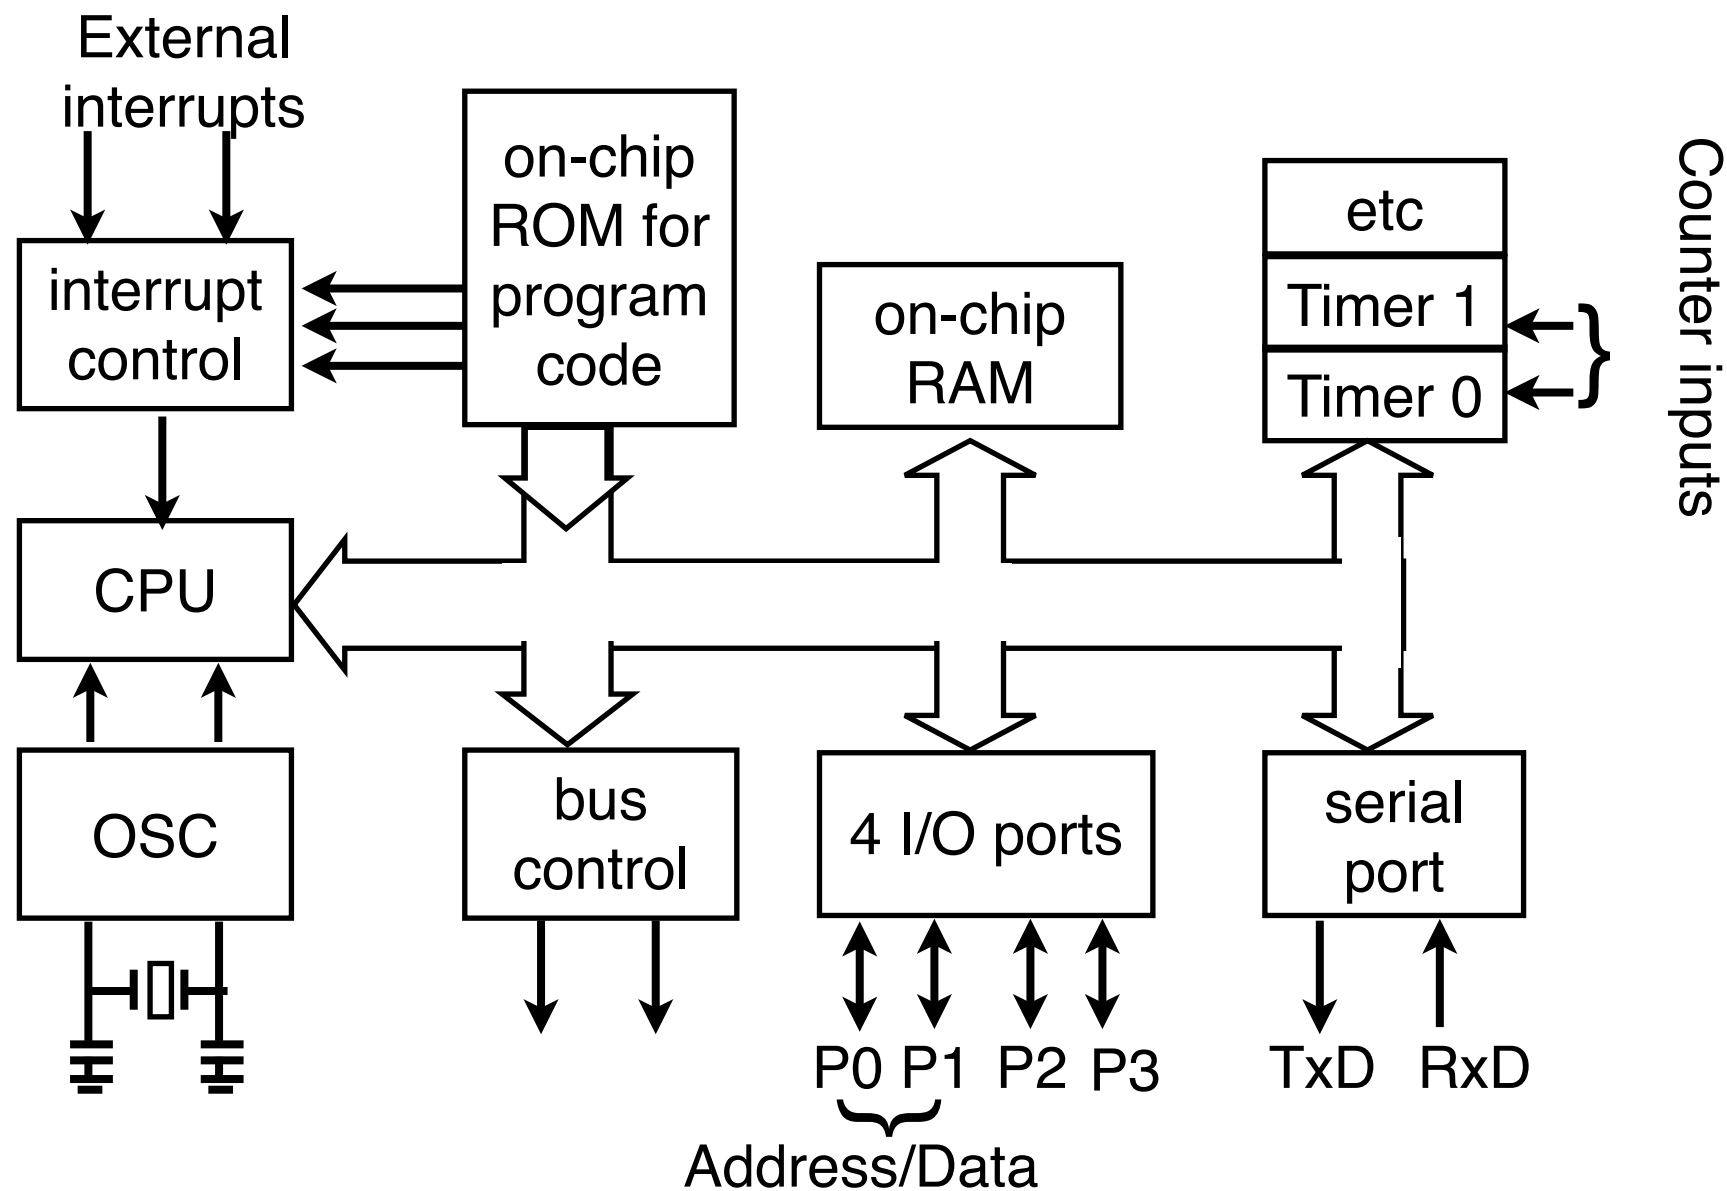 External
interrupts
on-chip
ROM for
program
code
interrupt
control
on-chip
RAM
etc
Timer 1
Timer 0
Counter inputs
CPU
OSC
bus
control
4 I/O ports
serial
port
P0 P1 P2 P3
TxD RxD
Address/Data